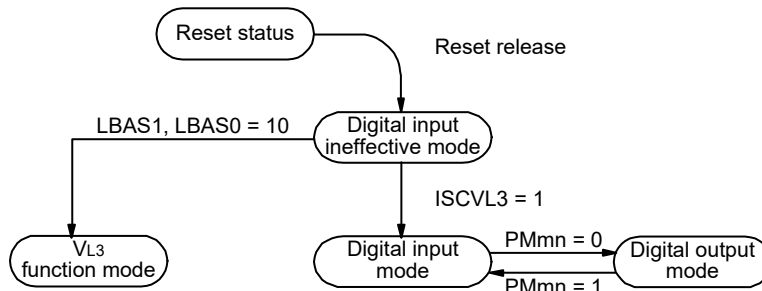 Reset status
Reset release
LBAS1, LBAS0 = 10
Digital input
ineffective mode
ISCVL3 = 1
VL3
function mode
Digital input
mode
PMmn = 0
PMmn = 1
Digital output
mode